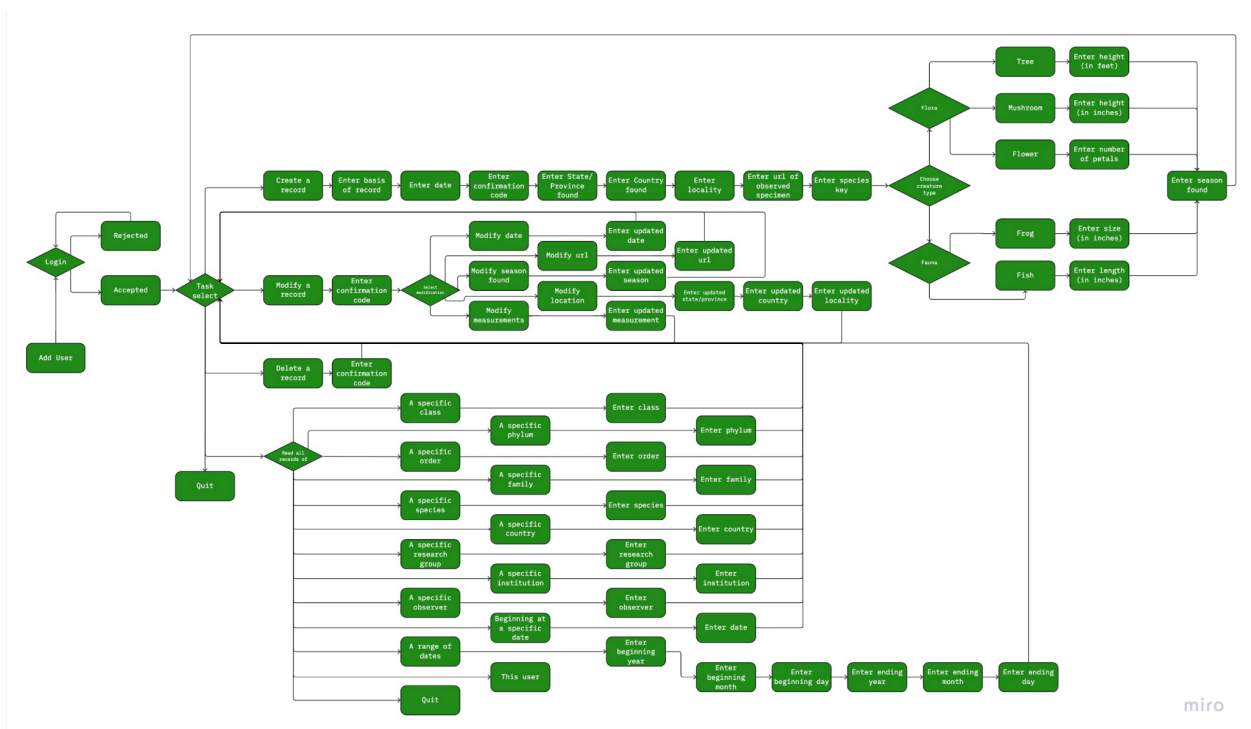 Tree
Enter height
(in feet)
Flora
Mushroom
Enter height
(in inches)
Flower
Enter number
of petals
Create a
record
Enter basis
of record
Enter date
Enter
confirmation
code
Enter State/
Province
found
Enter Country
found
Enter
locality
Enter url of
observed
specimen
Enter species
key
Choose
creature
type
Enter season
found
Rejected
Login
Accepted
Add User
Task
select
Modify a
record
Enter
confirmation
code
Select
modification
Modify date
Enter updated
date
Modify url
Enter updated
url
Modify season
found
Enter updated
season
Modify
location
Enter updated
state/province
Enter updated
country
Enter updated
locality
Modify
measurements
Enter updated
measurement
Fauna
Frog
Enter size
(in inches)
Fish
Enter length
(in inches)
Delete a
record
Enter
confirmation
code
Quit
Read all
records of
A specific
class
Enter class
A specific
phylum
Enter phylum
A specific
order
Enter order
A specific
family
Enter family
A specific
species
Enter species
A specific
country
Enter country
A specific
research
group
Enter
research
group
A specific
institution
Enter
institution
A specific
observer
Enter
observer
Beginning at
a specific
date
Enter date
A range of
dates
Enter
beginning
year
Enter
beginning
month
Enter
beginning day
Enter ending
year
Enter ending
month
Enter ending
day
This user
Quit
miro